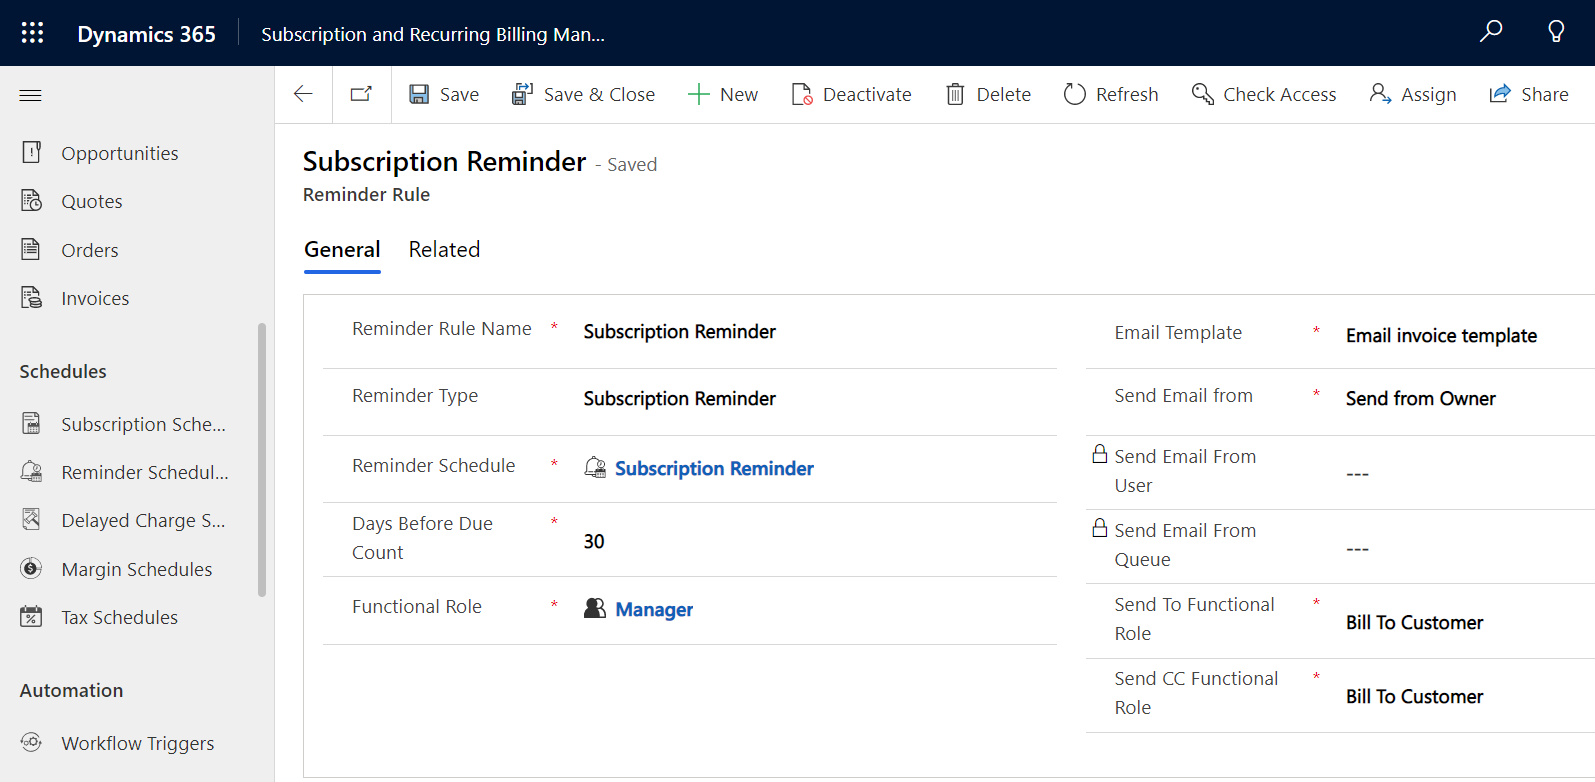 Dynamics 365
Subscription and Recurring Billing Man...
Save
Save & Close
New
Deactivate
Delete
Refresh
Check Access
Assign
Share
Opportunities
Quotes
Orders
Invoices
Schedules
Subscription Sche...
Reminder Schedul...
Delayed Charge S...
Margin Schedules
Tax Schedules
Automation
Workflow Triggers
Subscription Reminder - Saved
Reminder Rule
General
Related
Reminder Rule Name * Subscription Reminder
Reminder Type Subscription Reminder
Reminder Schedule * Subscription Reminder
Days Before Due
Count * 30
Functional Role * Manager
Email Template * Email invoice template
Send Email from * Send from Owner
Send Email From
User ---
Send Email From
Queue ---
Send To Functional
Role * Bill To Customer
Send CC Functional
Role * Bill To Customer